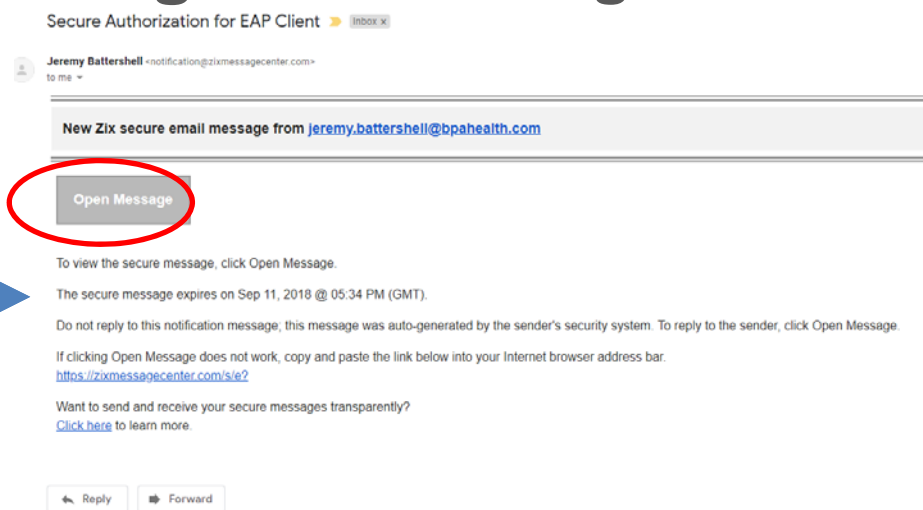 Secure Authorization for EAP Client Inbox x
Jeremy Battershell <notification@zixmessagecenter.com>
to me
New Zix secure email message from jeremy.battershell@bpahealth.com
Open Message
To view the secure message, click Open Message.
The secure message expires on Sep 11, 2018 @ 05:34 PM (GMT).
Do not reply to this notification message; this message was auto-generated by the sender's security system. To reply to the sender, click Open Message.
If clicking Open Message does not work, copy and paste the link below into your Internet browser address bar.
https://zixmessagecenter.com/s/e?
Want to send and receive your secure messages transparently?
Click here to learn more.
Reply Forward